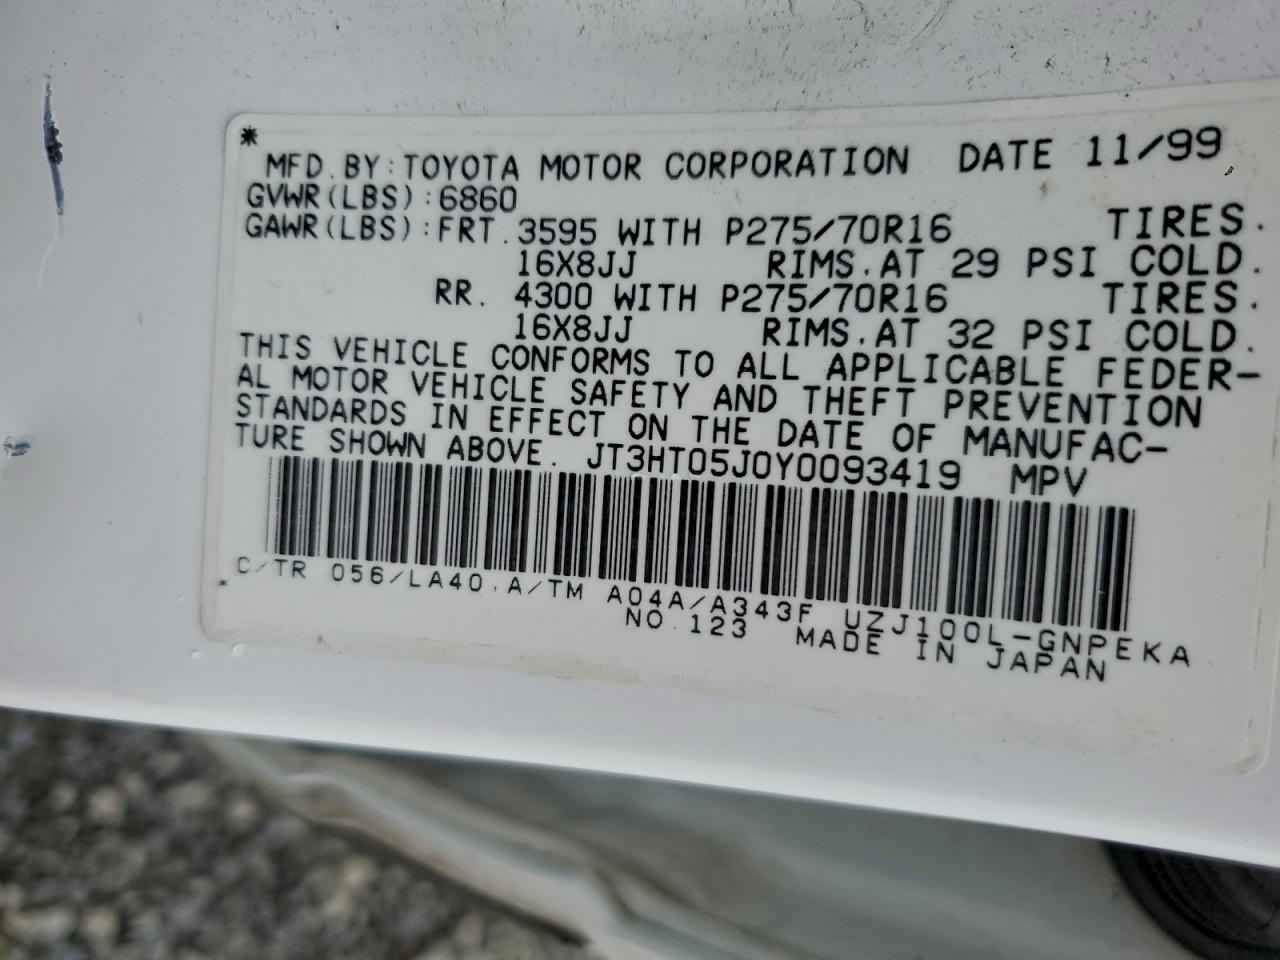 *
MFD.BY:TOYOTA MOTOR CORPORATION DATE 11/99
GVWR(LBS):6860
GAWR(LBS):FRT.3595 WITH P275/70R16 TIRES.
16X8JJ RIMS.AT 29 PSI COLD.
RR. 4300 WITH P275/70R16 TIRES.
16X8JJ RIMS.AT 32 PSI COLD.
THIS VEHICLE CONFORMS TO ALL APPLICABLE FEDER-
AL MOTOR VEHICLE SAFETY AND THEFT PREVENTION
STANDARDS IN EFFECT ON THE DATE OF MANUFAC-
TURE SHOWN ABOVE. JT3HT05J0Y0093419 MPV
C/TR 056/LA40.A/TM A04A/A343F UZJ100L-GNPEKA
NO.123 MADE IN JAPAN